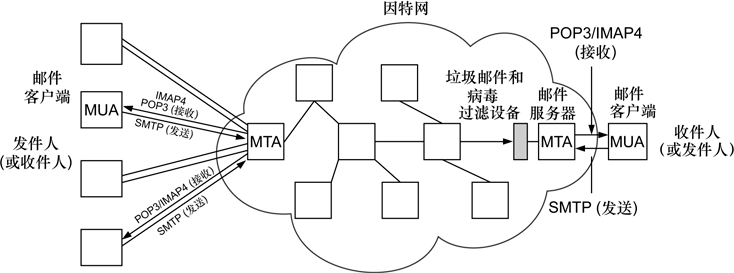 因特网
邮件
客户端
MUA
IMAP4
POP3 (接收)
SMTP (发送)
发件人
(或收件人)
POP3/IMAP4 (接收)
SMTP (发送)
MTA
垃圾邮件和
病毒
过滤设备
邮件
服务器
MTA
POP3/IMAP4
(接收)
邮件
客户端
MUA
收件人
(或发件人)
SMTP (发送)